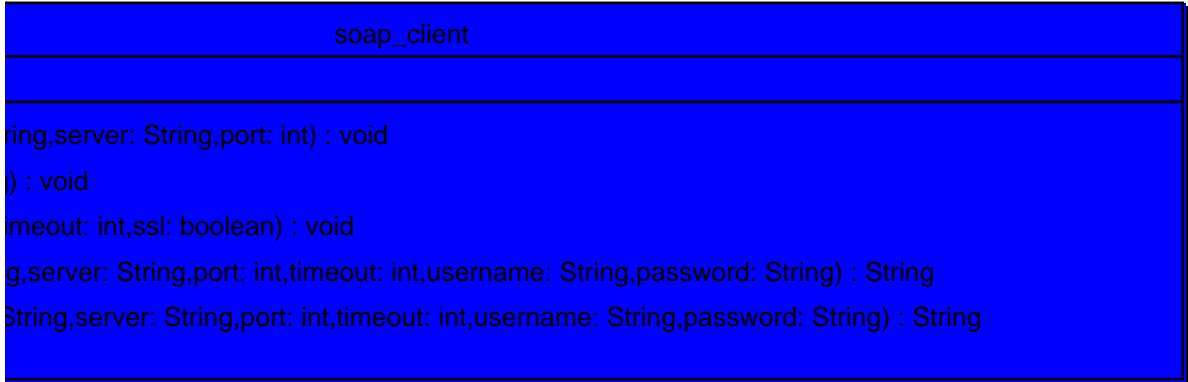 soap_client
ring,server: String,port: int) : void
) : void
timeout: int,ssl: boolean) : void
g,server: String,port: int,timeout: int,username: String,password: String) : String
String,server: String,port: int,timeout: int,username: String,password: String) : String